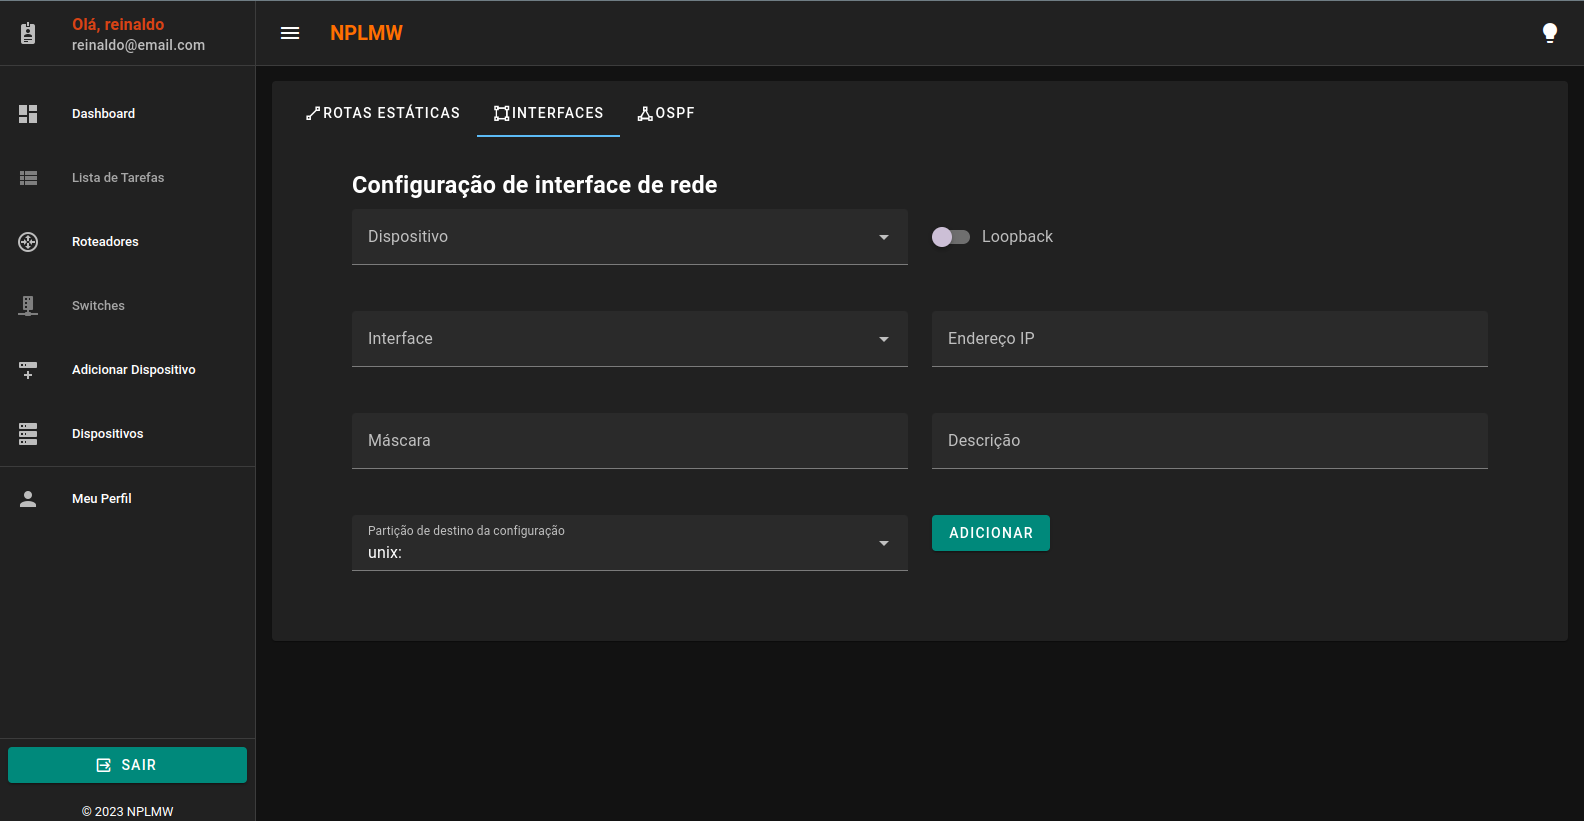 Olá, reinaldo
reinaldo@email.com
NPLMW
Dashboard
Lista de Tarefas
Roteadores
Switches
Adicionar Dispositivo
Dispositivos
Meu Perfil
SAIR
© 2023 NPLMW
ROTAS ESTÁTICAS INTERFACES OSPF
Configuração de interface de rede
Dispositivo Loopback
Interface Endereço IP
Máscara Descrição
Partição de destino da configuração
unix:
ADICIONAR